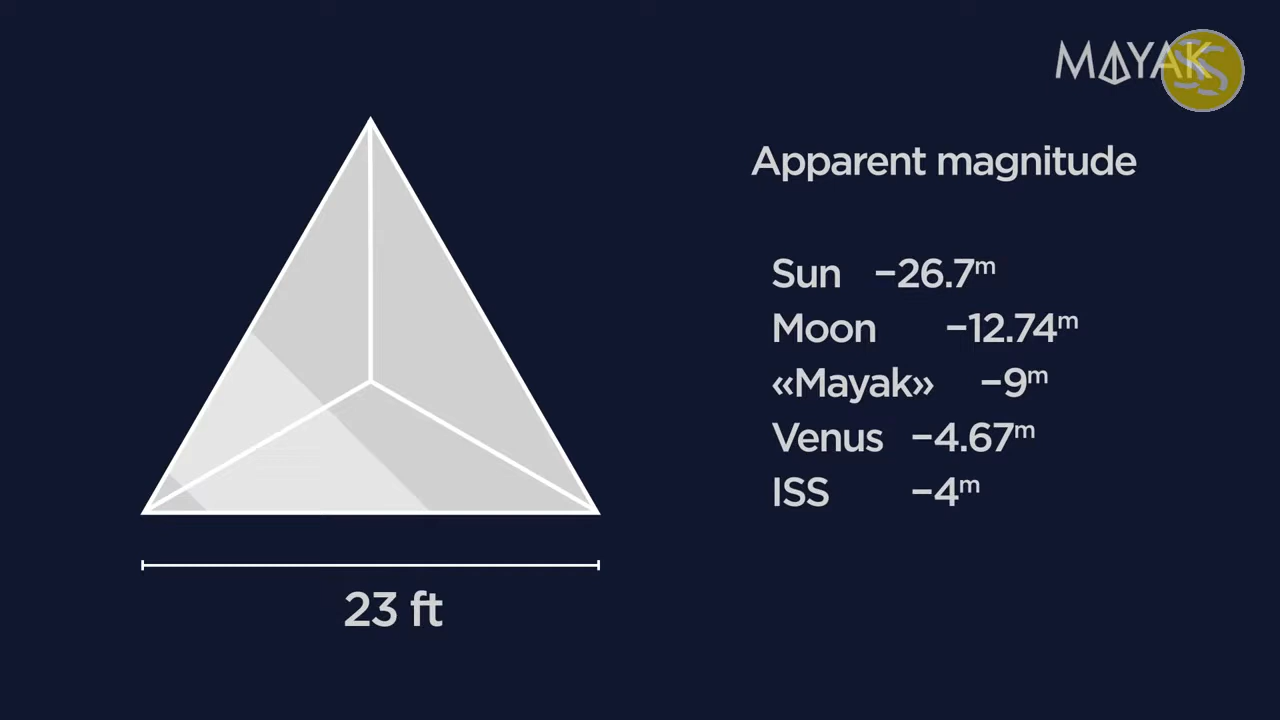 MAYAK
Apparent magnitude
Sun −26.7ᵐ
Moon −12.74ᵐ
«Mayak» −9ᵐ
Venus −4.67ᵐ
ISS −4ᵐ
23 ft